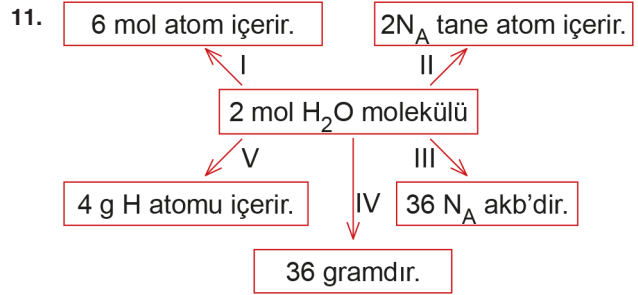 11.
6 mol atom içerir.
2N_A tane atom içerir.
I
II
2 mol H₂O molekülü
V
III
4 g H atomu içerir.
IV
36 N_A akb’dir.
36 gramdır.